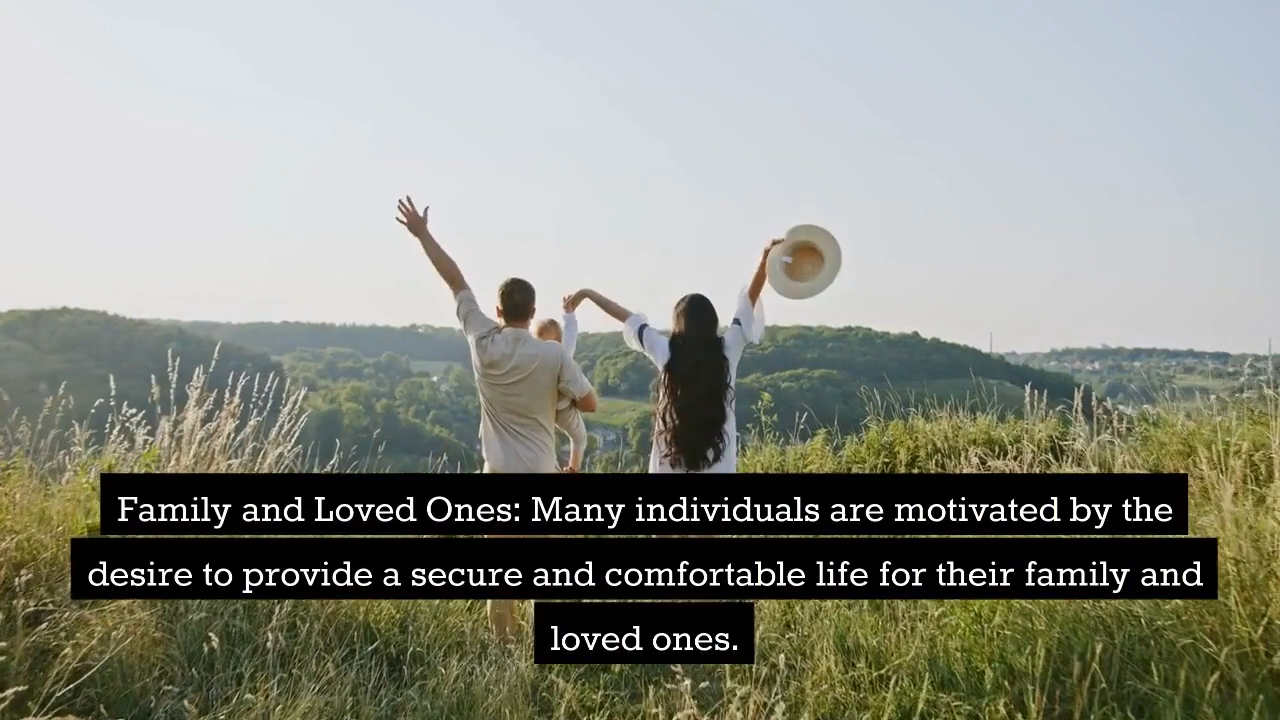 Family and Loved Ones: Many individuals are motivated by the
desire to provide a secure and comfortable life for their family and
loved ones.